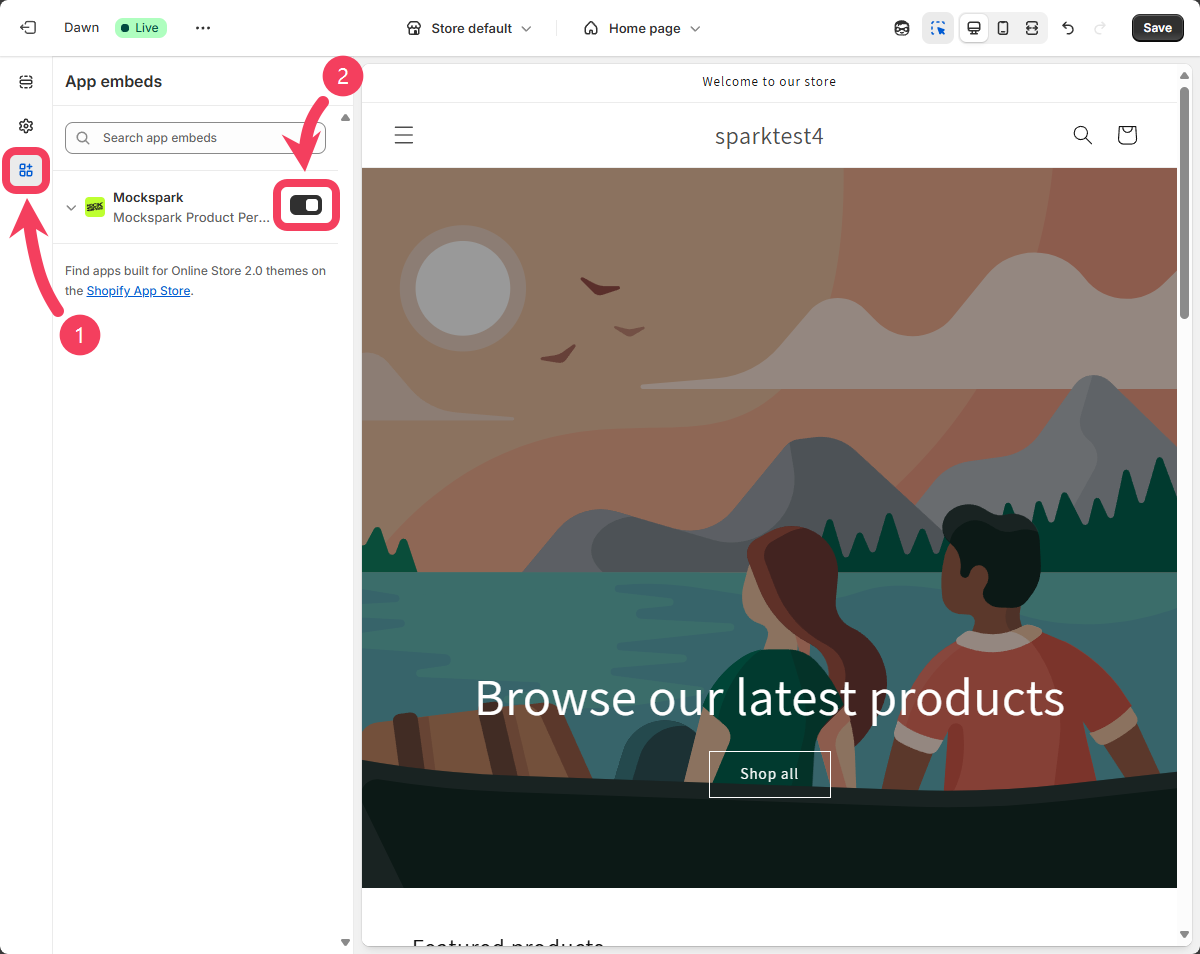 Dawn
Live
Store default
Home page
Save
App embeds
2
Search app embeds
Mockspark
Mockspark Product Per...
Find apps built for Online Store 2.0 themes on
the Shopify App Store.
1
Welcome to our store
sparktest4
Browse our latest products
Shop all
Featured products